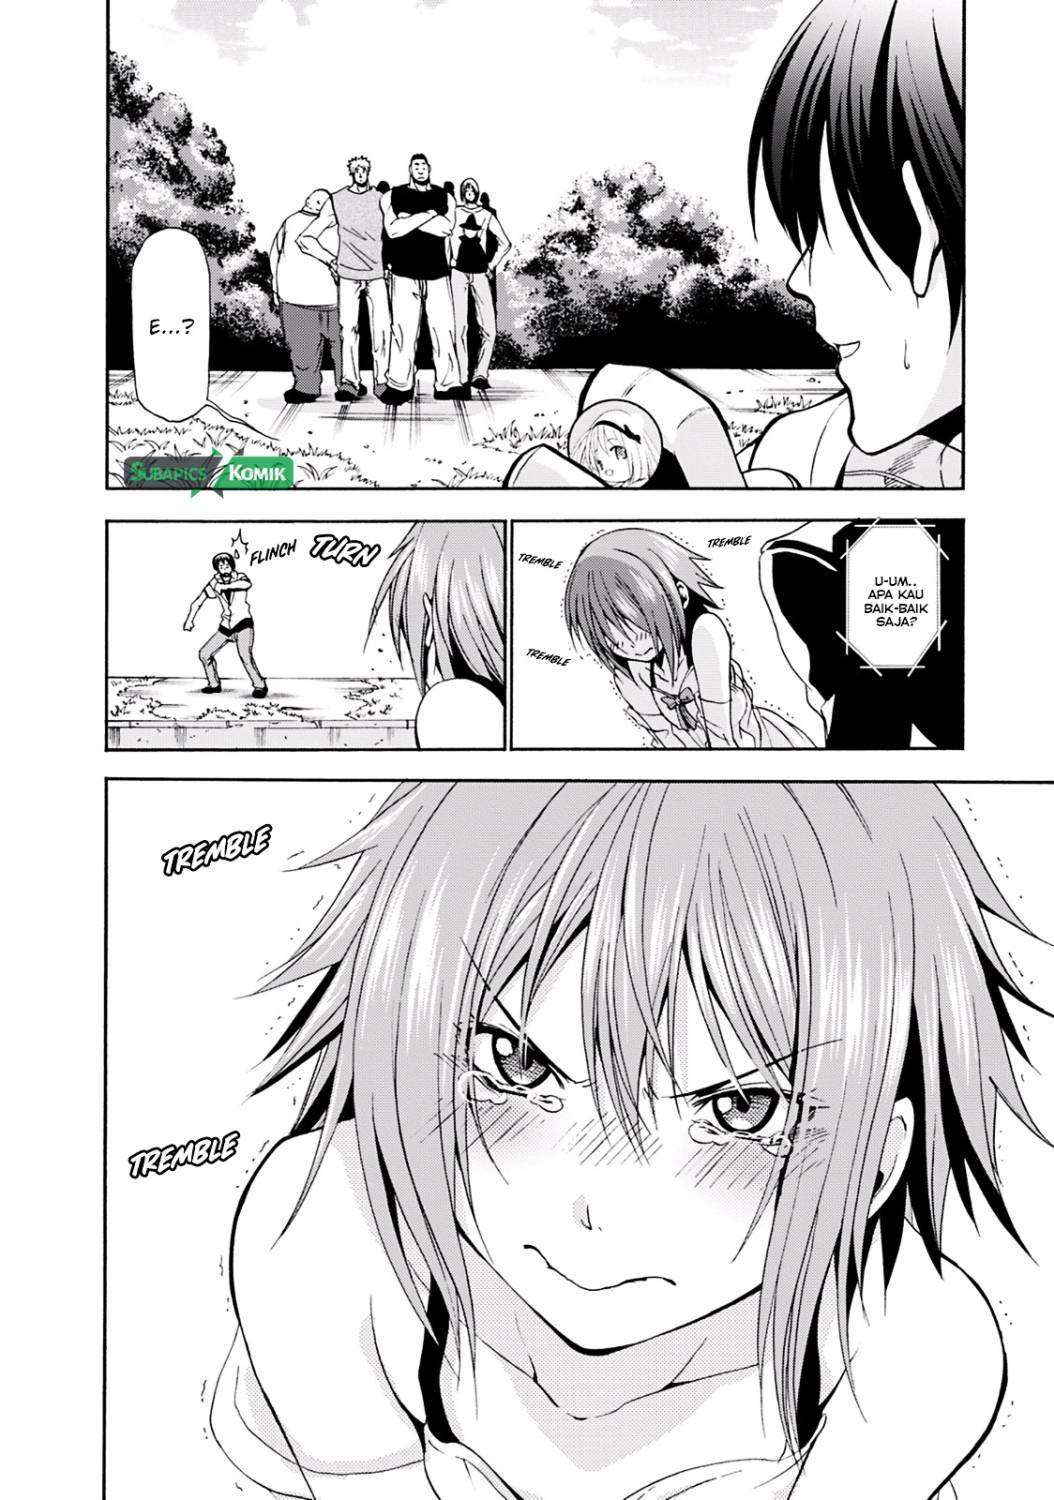 E...?
SUBAPICS KOMIK
TREMBLE
TREMBLE
TREMBLE
U-UM..
APA KAU
BAIK-BAIK
SAJA?
FLINCH
TURN
TREMBLE
TREMBLE